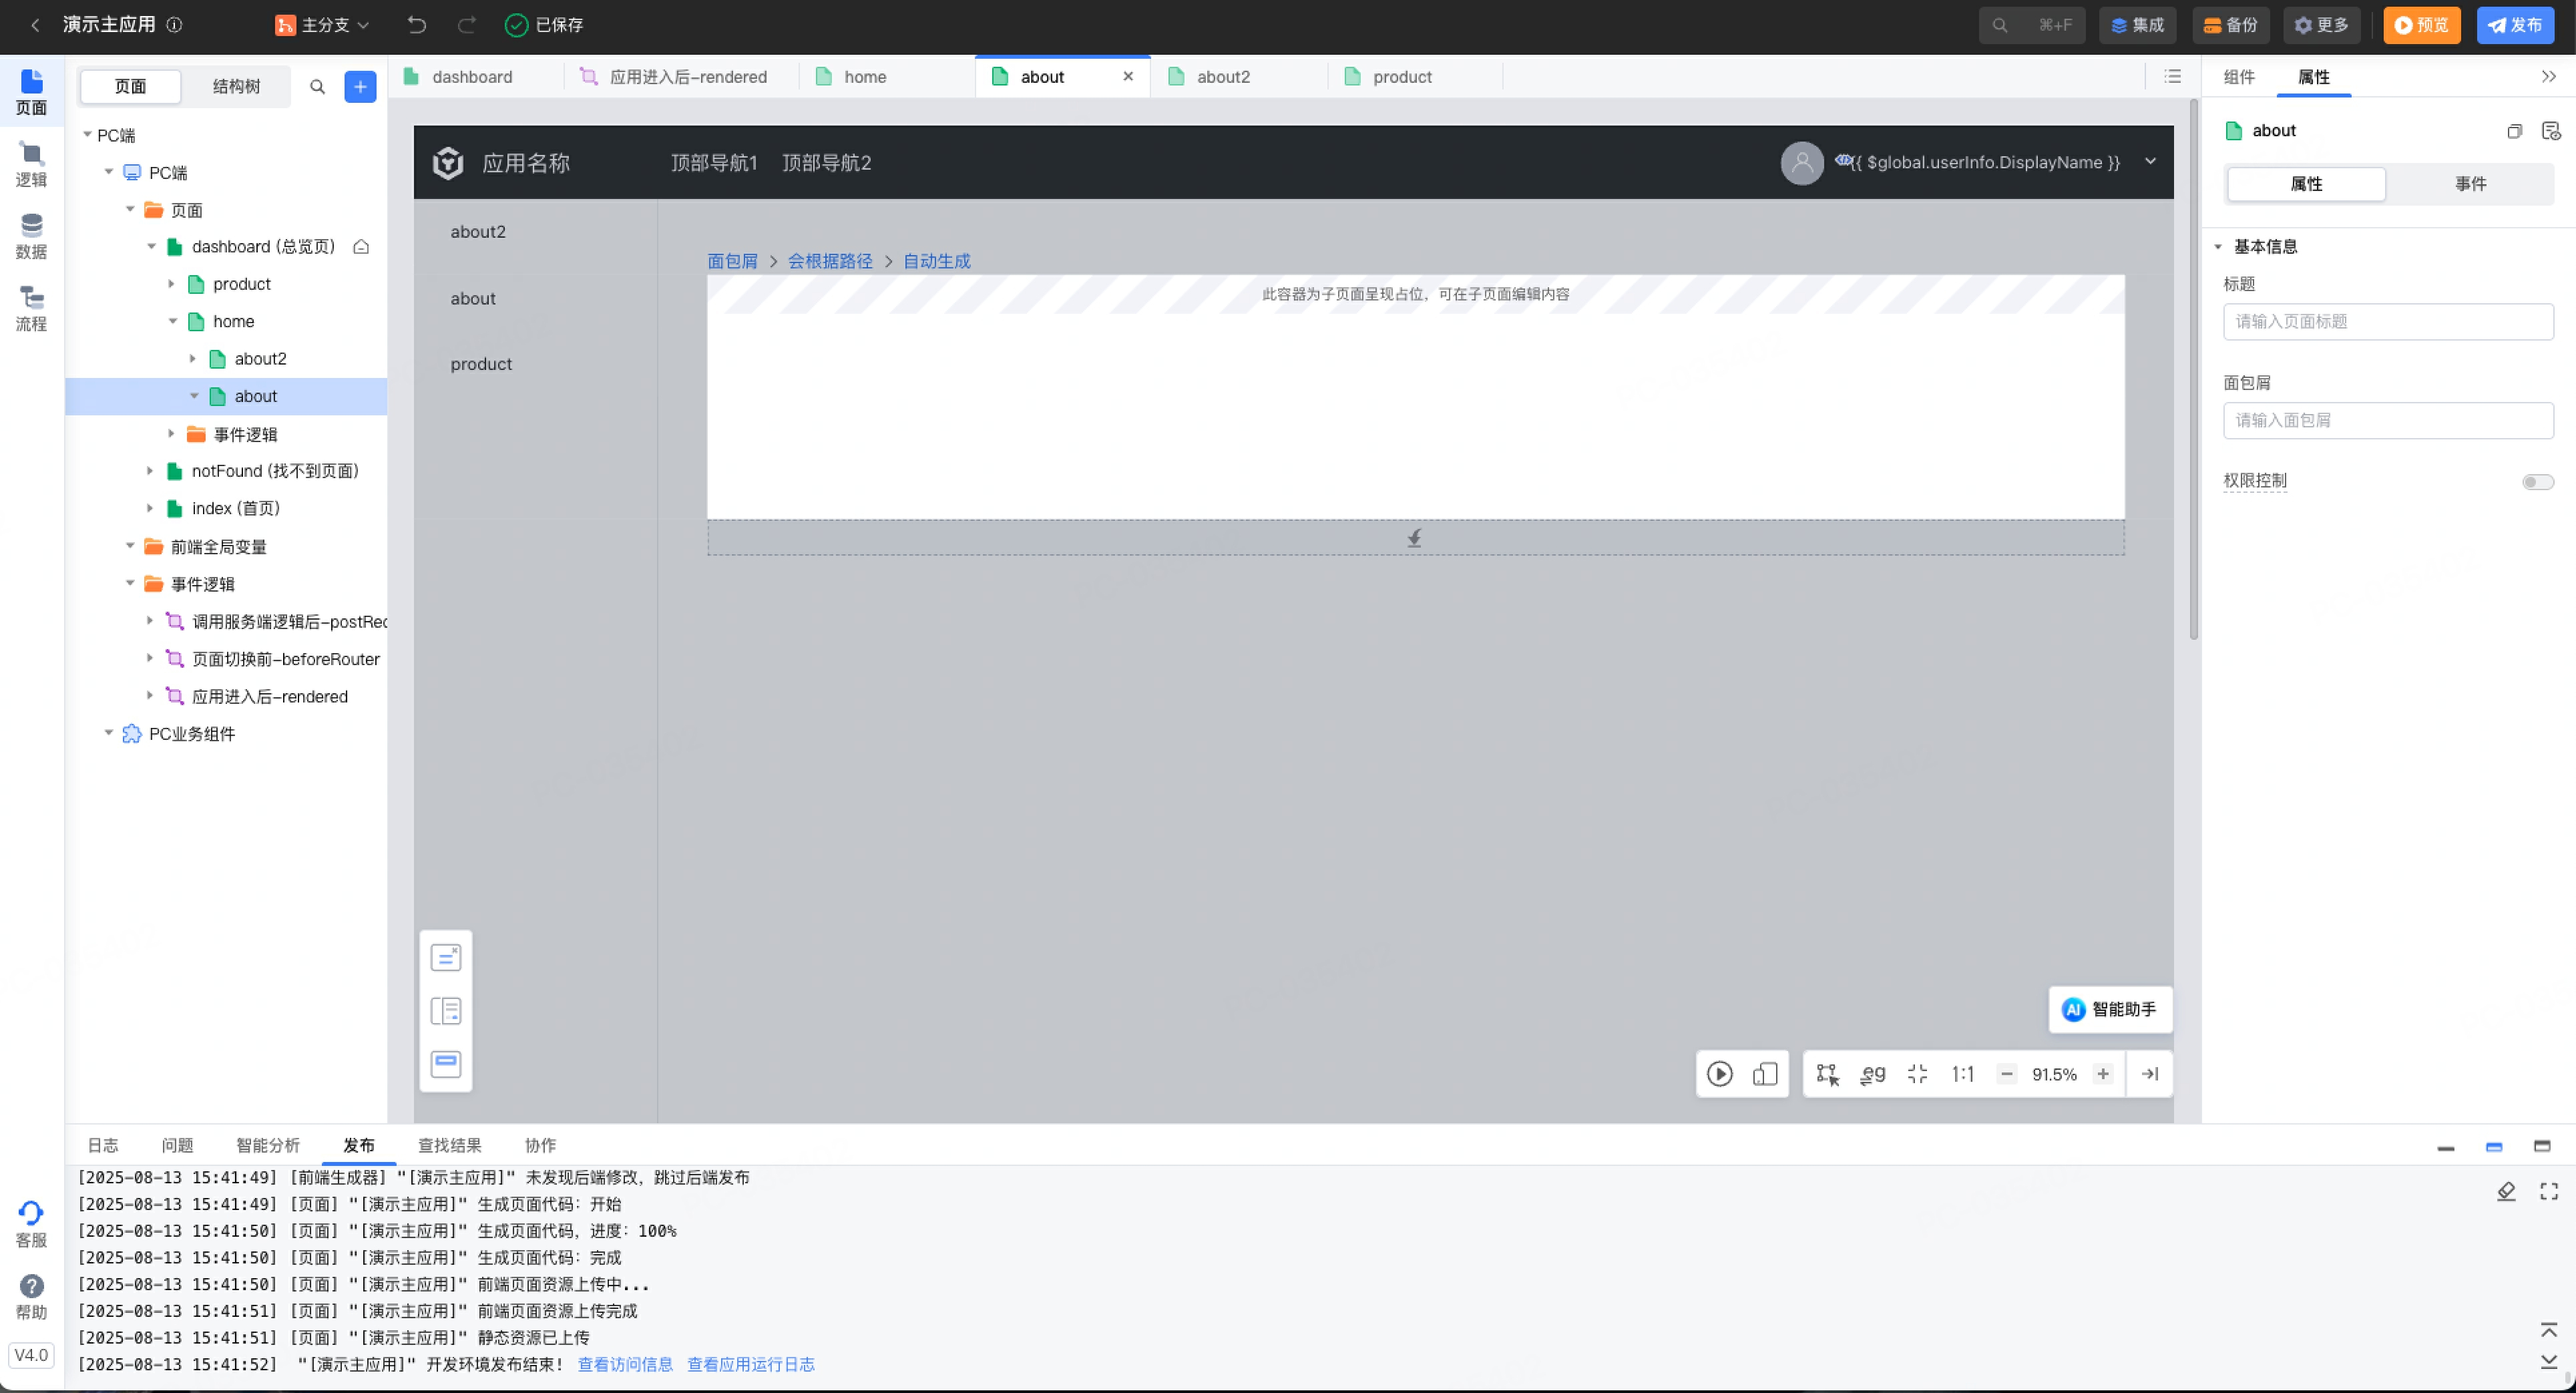 演示主应用
主分支
已保存
⌘+F
集成
备份
更多
预览
发布
页面
逻辑
数据
流程
客服
帮助
V4.0
页面 结构树
PC端
PC端
页面
dashboard (总览页)
product
home
about2
about
事件逻辑
notFound (找不到页面)
index (首页)
前端全局变量
事件逻辑
调用服务端逻辑后-postRec
页面切换前-beforeRouter
应用进入后-rendered
PC业务组件
dashboard
应用进入后-rendered
home
about
about2
product
应用名称 顶部导航1 顶部导航2
{{ $global.userInfo.DisplayName }}
about2
about
product
面包屑 > 会根据路径 > 自动生成
此容器为子页面呈现占位，可在子页面编辑内容
AI 智能助手
eg 1:1 91.5%
组件 属性
about
属性 事件
基本信息
标题
请输入页面标题
面包屑
请输入面包屑
权限控制
日志 问题 智能分析 发布 查找结果 协作
[2025-08-13 15:41:49] [前端生成器] "[演示主应用]" 未发现后端修改，跳过后端发布
[2025-08-13 15:41:49] [页面] "[演示主应用]" 生成页面代码：开始
[2025-08-13 15:41:50] [页面] "[演示主应用]" 生成页面代码，进度：100%
[2025-08-13 15:41:50] [页面] "[演示主应用]" 生成页面代码：完成
[2025-08-13 15:41:50] [页面] "[演示主应用]" 前端页面资源上传中...
[2025-08-13 15:41:51] [页面] "[演示主应用]" 前端页面资源上传完成
[2025-08-13 15:41:51] [页面] "[演示主应用]" 静态资源已上传
[2025-08-13 15:41:52] "[演示主应用]" 开发环境发布结束！ 查看访问信息 查看应用运行日志